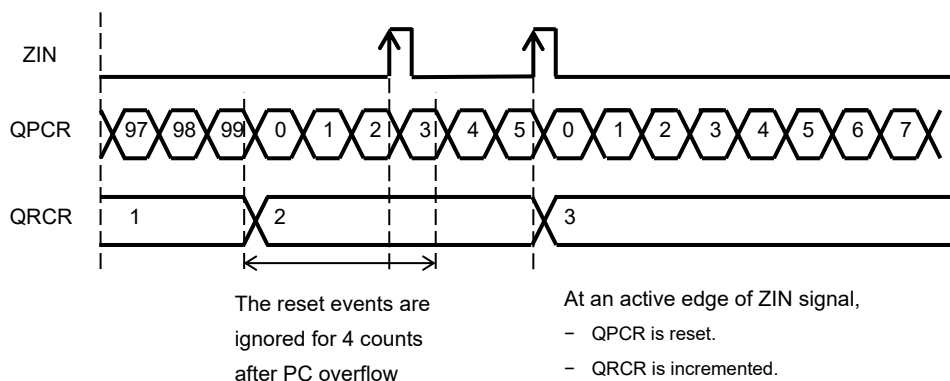 ZIN
QPCR 97 98 99 0 1 2 3 4 5 0 1 2 3 4 5 6 7
QRCR 1 2 3
The reset events are
ignored for 4 counts
after PC overflow
At an active edge of ZIN signal,
− QPCR is reset.
− QRCR is incremented.